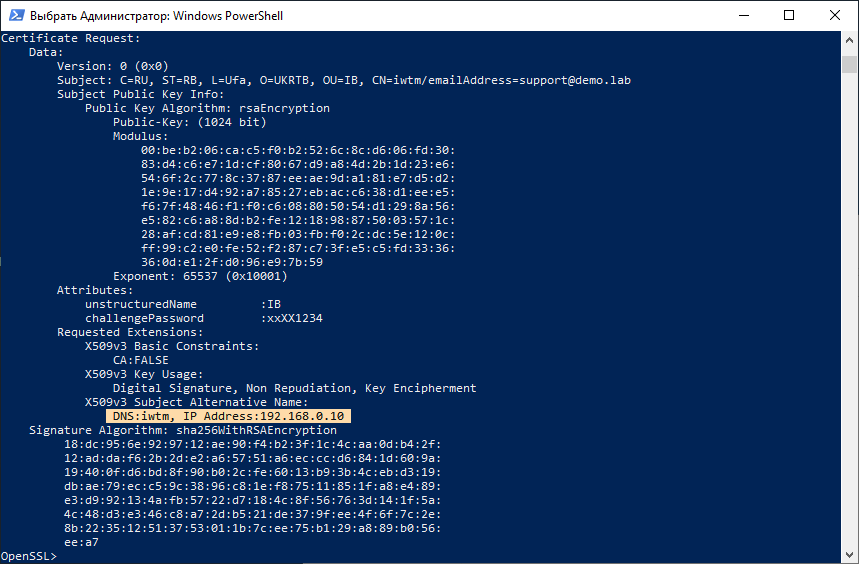 Выбрать Администратор: Windows PowerShell
Certificate Request:
    Data:
        Version: 0 (0x0)
        Subject: C=RU, ST=RB, L=Ufa, O=UKRTB, OU=IB, CN=iwtm/emailAddress=support@demo.lab
        Subject Public Key Info:
            Public Key Algorithm: rsaEncryption
                Public-Key: (1024 bit)
                Modulus:
                    00:be:b2:06:ca:c5:f0:b2:52:6c:8c:d6:06:fd:30:
                    83:d4:c6:e7:1d:cf:80:67:d9:a8:4d:2b:1d:23:e6:
                    54:6f:2c:77:8c:37:87:ee:ae:9d:a1:81:e7:d5:d2:
                    1e:9e:17:d4:92:a7:85:27:eb:ac:c6:38:d1:ee:e5:
                    f6:7f:48:46:f1:f0:c6:08:80:50:54:d1:29:8a:56:
                    e5:82:c6:a8:8d:b2:fe:12:18:98:87:50:03:57:1c:
                    28:af:cd:81:e9:e8:fb:03:fb:f0:2c:dc:5e:12:0c:
                    ff:99:c2:e0:fe:52:f2:87:c7:3f:e5:c5:fd:33:36:
                    36:0d:e1:2f:d0:96:e9:7b:59
                Exponent: 65537 (0x10001)
        Attributes:
            unstructuredName         :IB
            challengePassword        :xxXX1234
        Requested Extensions:
            X509v3 Basic Constraints:
                CA:FALSE
            X509v3 Key Usage:
                Digital Signature, Non Repudiation, Key Encipherment
            X509v3 Subject Alternative Name:
                DNS:iwtm, IP Address:192.168.0.10
    Signature Algorithm: sha256WithRSAEncryption
         18:dc:95:6e:92:97:12:ae:90:f4:b2:3f:1c:4c:aa:0d:b4:2f:
         12:ad:da:f6:2b:2d:e2:a6:57:51:a6:ec:cc:d6:84:1d:60:9a:
         19:40:0f:d6:bd:8f:90:b0:2c:fe:60:13:b9:3b:4c:eb:d3:19:
         db:ae:79:ec:c5:9c:38:96:c8:1e:f8:75:11:85:1f:a8:e4:89:
         e3:d9:92:13:4a:fb:57:22:d7:18:4c:8f:56:76:3d:14:1f:5a:
         4c:48:d3:e3:46:c8:a7:2d:b5:21:de:37:9f:ee:4f:6f:7c:2e:
         8b:22:35:12:51:37:53:01:1b:7c:ee:75:b1:29:a8:89:b0:56:
         ee:a7
OpenSSL>